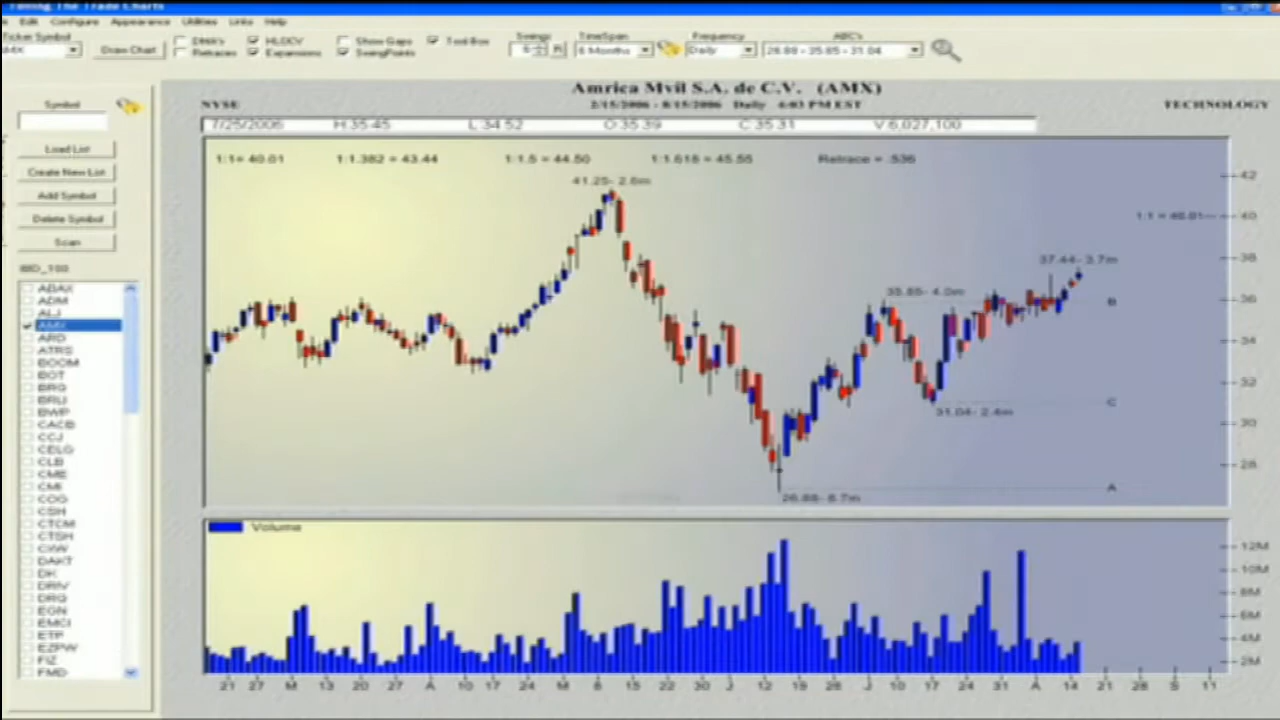 Timing The Trade Charts
Edit Configure Appearance Utilities Links Help
Ticker Symbol
AMX
Draw Chart
HLOCV
Show Gaps
Tool Box
Retraces
Expansions
SwingPoints
Swings
TimeSpan
6 Months
Frequency
Daily
ABC's
26.88 - 35.85 - 31.04
Amrica Mvil S.A. de C.V. (AMX)
NYSE
2/15/2006 - 8/15/2006 Daily 4:03 PM EST
TECHNOLOGY
7/25/2006 H:35.45 L:34.52 O:35.39 C:35.31 V:6,027,100
Symbol
Load List
Create New List
Add Symbol
Delete Symbol
Scan
IBD_100
ABAX
ADM
ALJ
AMX
ARD
ATRS
BOOM
BOT
BRG
BRLI
BWP
CACB
CCJ
CELG
CLB
CME
CMI
COG
CSH
CTCM
CTSH
CXW
DAKT
DK
DRIV
DRQ
EGN
EMCI
ETP
EZPW
FIZ
FMD
1:1= 40.01 1:1.382 = 43.44 1:1.5 = 44.50 1:1.618 = 45.55 Retrace = .536
41.25- 2.6m
1:1 = 40.01
37.44- 3.7m
35.85- 4.0m
B
C
31.04- 2.4m
A
42
40
38
36
34
32
30
28
Volume
12M
10M
8M
6M
4M
2M
21 27 M 13 20 27 A 10 17 24 M 8 15 22 30 J 12 19 26 J 10 17 24 31 A 14 21 28 S 11